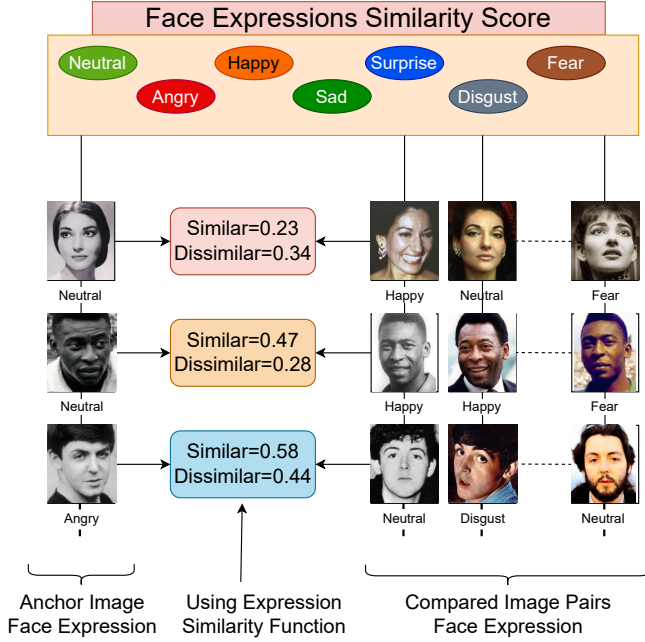 Face Expressions Similarity Score
Neutral
Happy
Surprise
Fear
Angry
Sad
Disgust
Similar=0.23
Dissimilar=0.34
Neutral
Happy
Neutral
Fear
Similar=0.47
Dissimilar=0.28
Neutral
Happy
Happy
Fear
Similar=0.58
Dissimilar=0.44
Angry
Neutral
Disgust
Neutral
Anchor Image
Face Expression
Using Expression
Similarity Function
Compared Image Pairs
Face Expression